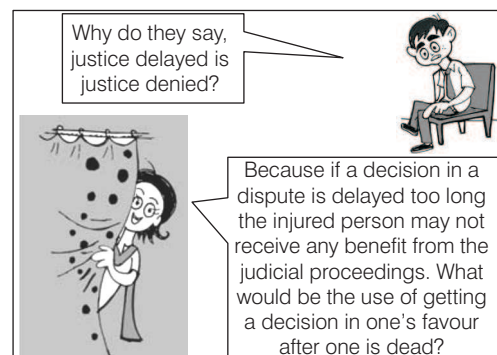 Why do they say,
justice delayed is
justice denied?
Because if a decision in a
dispute is delayed too long
the injured person may not
receive any benefit from the
judicial proceedings. What
would be the use of getting
a decision in one's favour
after one is dead?